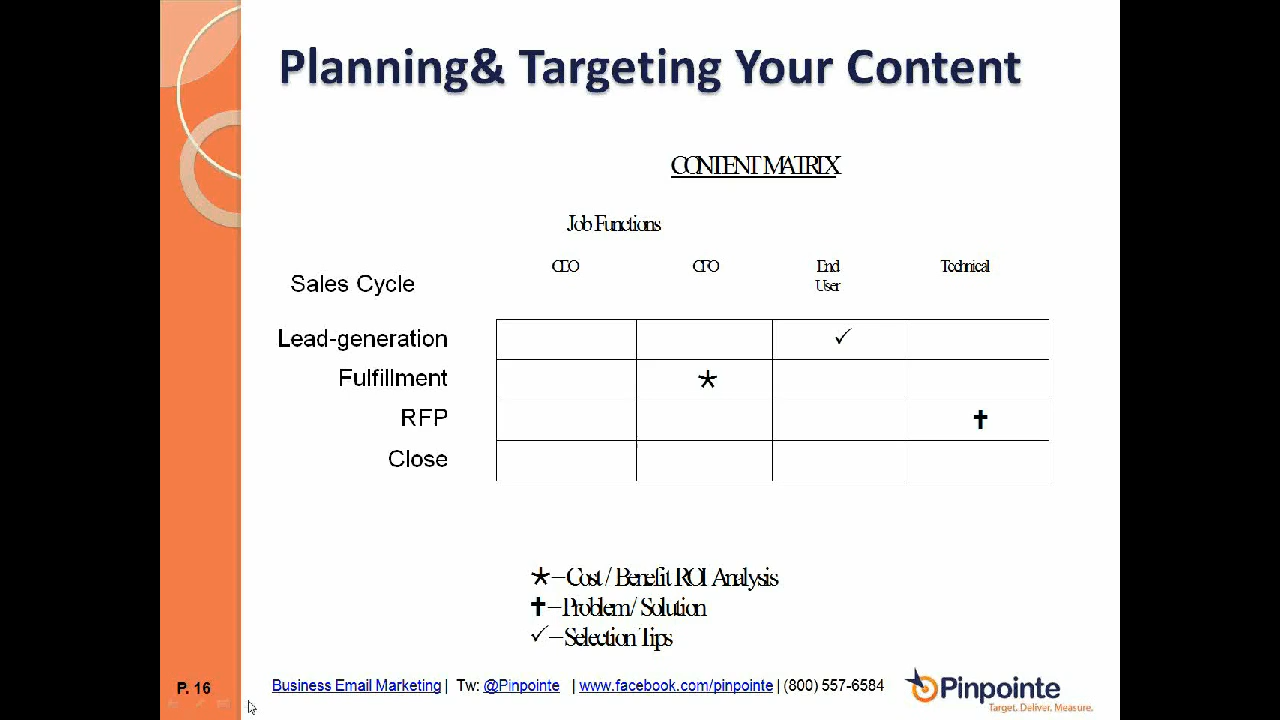 Planning& Targeting Your Content
CONTENT MATRIX
Job Functions
CEO CFO End User Technical
Sales Cycle
Lead-generation ✓
Fulfillment ★
RFP ✝
Close
★–Cost / Benefit ROI Analysis
✝–Problem / Solution
✓–Selection Tips
P. 16
Business Email Marketing | Tw: @Pinpointe | www.facebook.com/pinpointe | (800) 557-6584
Pinpointe
Target. Deliver. Measure.